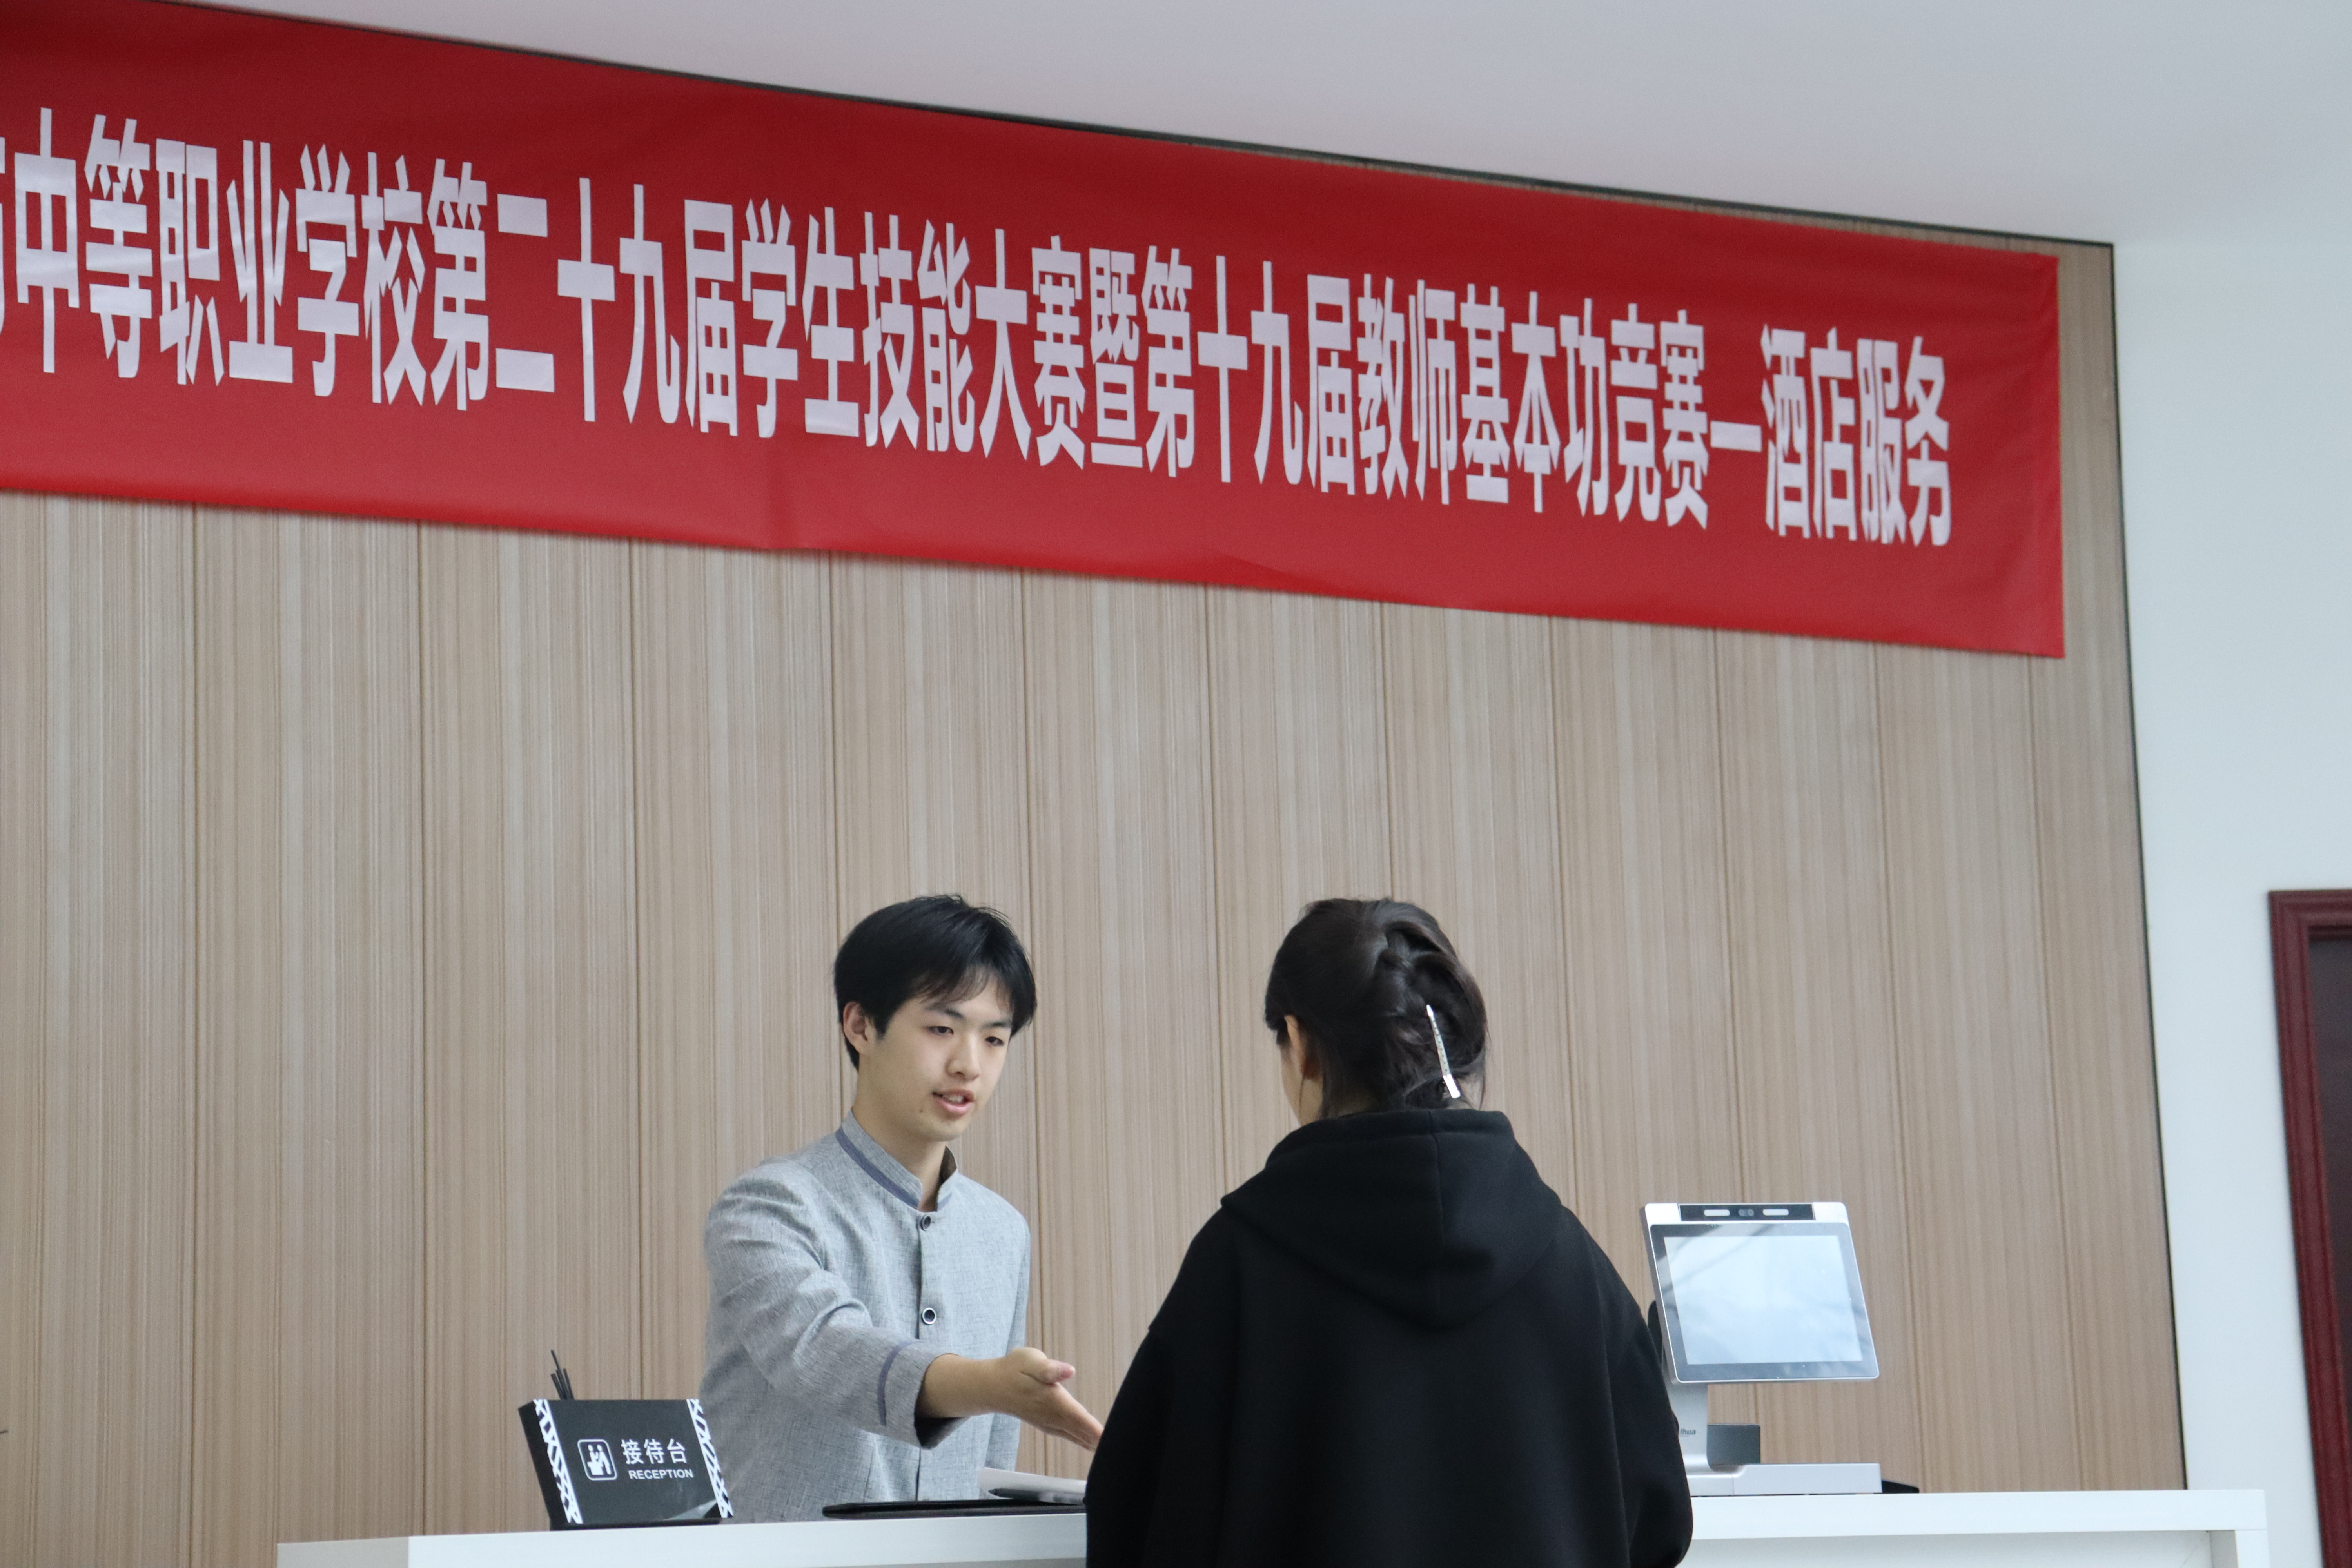 中等职业学校第二十九届学生技能大赛暨第十九届教师基本功竞赛—酒店服务
接待台
RECEPTION